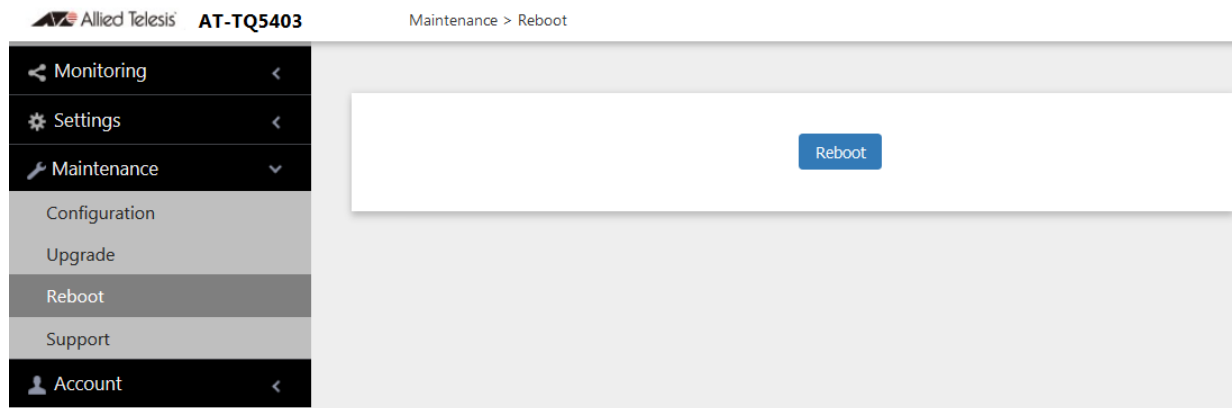 Allied Telesis AT-TQ5403 Maintenance > Reboot
Monitoring
Settings
Maintenance
Configuration
Upgrade
Reboot
Support
Account
Reboot